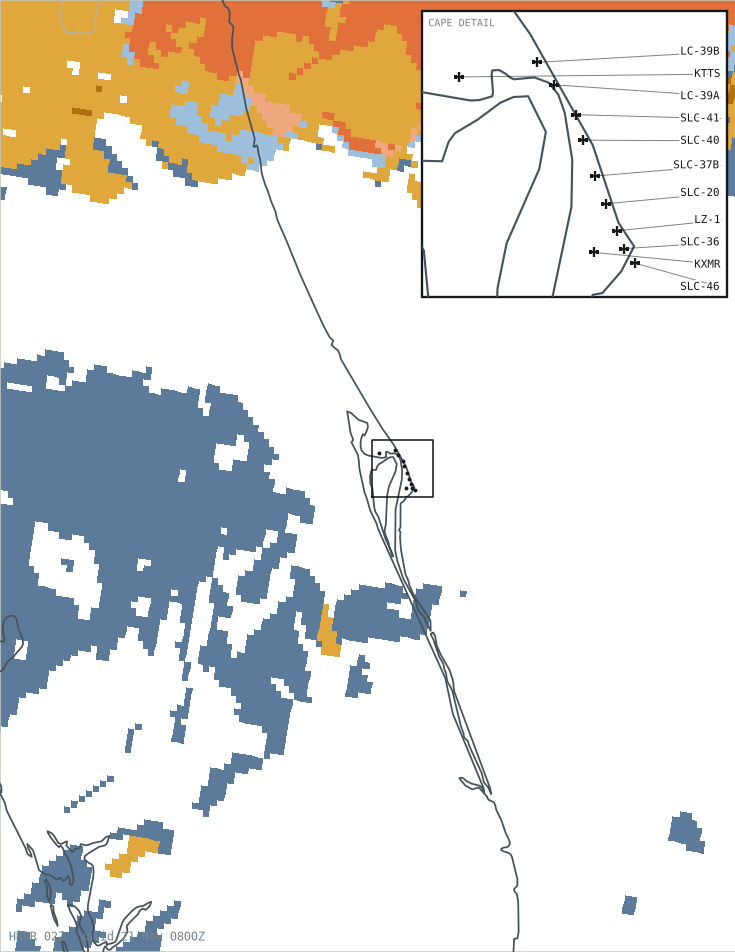 CAPE DETAIL
LC-39B
KTTS
LC-39A
SLC-41
SLC-40
SLC-37B
SLC-20
LZ-1
SLC-36
KXMR
SLC-46
0800Z